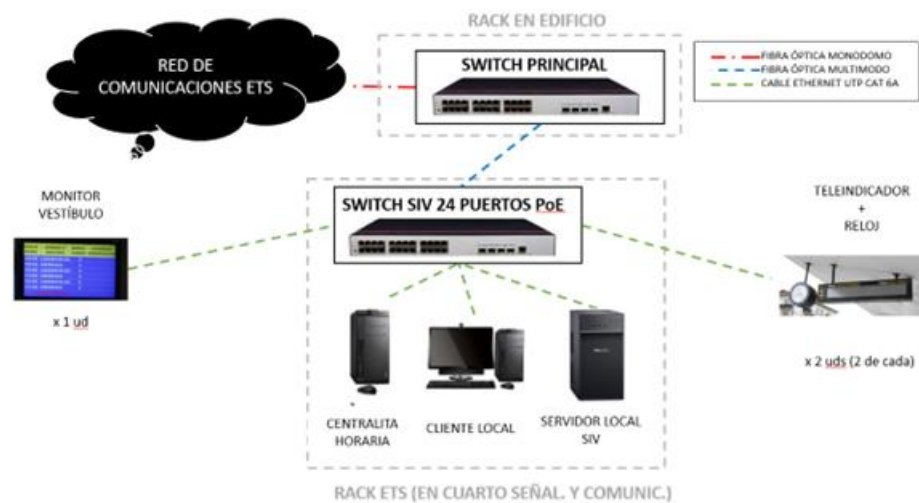 RACK EN EDIFICIO
RED DE
COMUNICACIONES ETS
SWITCH PRINCIPAL
FIBRA ÓPTICA MONODOMO
FIBRA ÓPTICA MULTIMODO
CABLE ETHERNET UTP CAT 6A
MONITOR
VESTÍBULO
x 1 ud
SWITCH SIV 24 PUERTOS PoE
TELEINDICADOR
+
RELOJ
x 2 uds (2 de cada)
CENTRALITA
HORARIA
CLIENTE LOCAL
SERVIDOR LOCAL
SIV
RACK ETS (EN CUARTO SEÑAL. Y COMUNIC.)